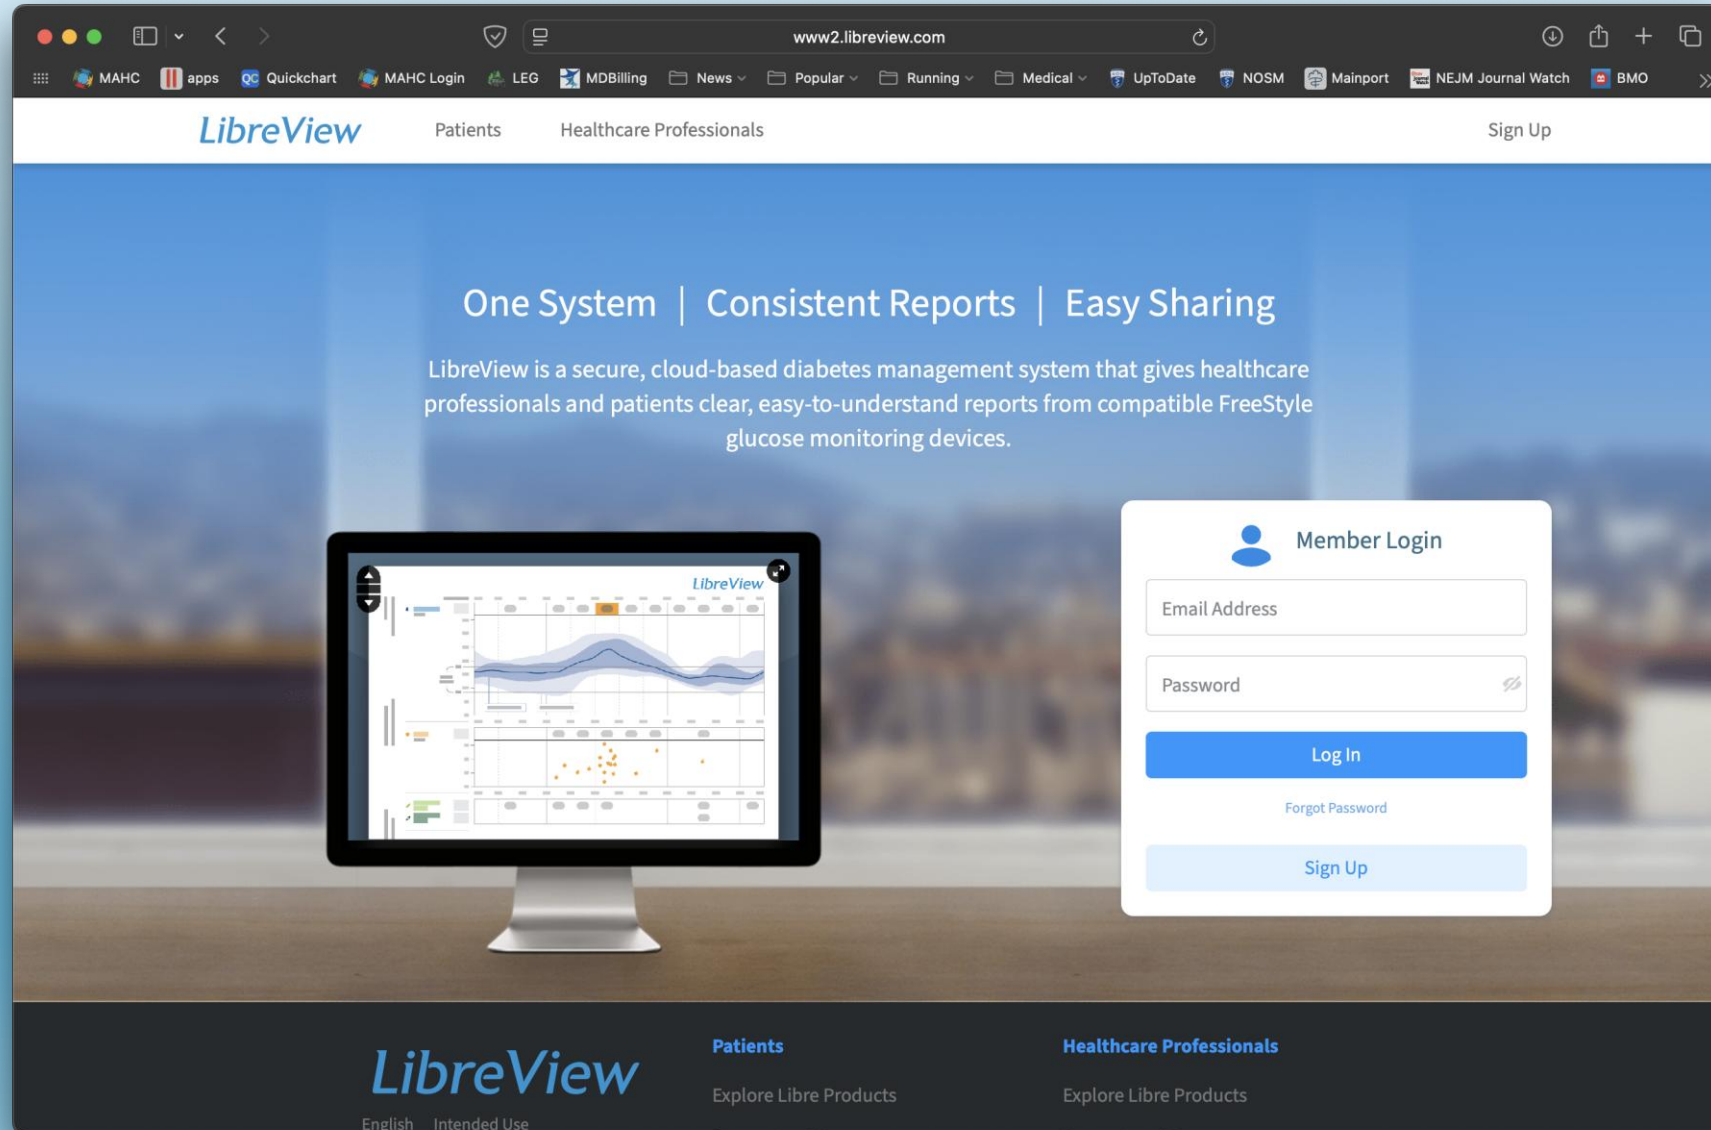 www2.libreview.com
MAHC apps QC Quickchart MAHC Login LEG MDBilling News Popular Running Medical UpToDate NOSM Mainport NEJM Journal Watch BMO
LibreView Patients Healthcare Professionals Sign Up
One System | Consistent Reports | Easy Sharing
LibreView is a secure, cloud-based diabetes management system that gives healthcare
professionals and patients clear, easy-to-understand reports from compatible FreeStyle
glucose monitoring devices.
LibreView
Member Login
Email Address
Password
Log In
Forgot Password
Sign Up
LibreView
English Intended Use
Patients
Explore Libre Products
Healthcare Professionals
Explore Libre Products